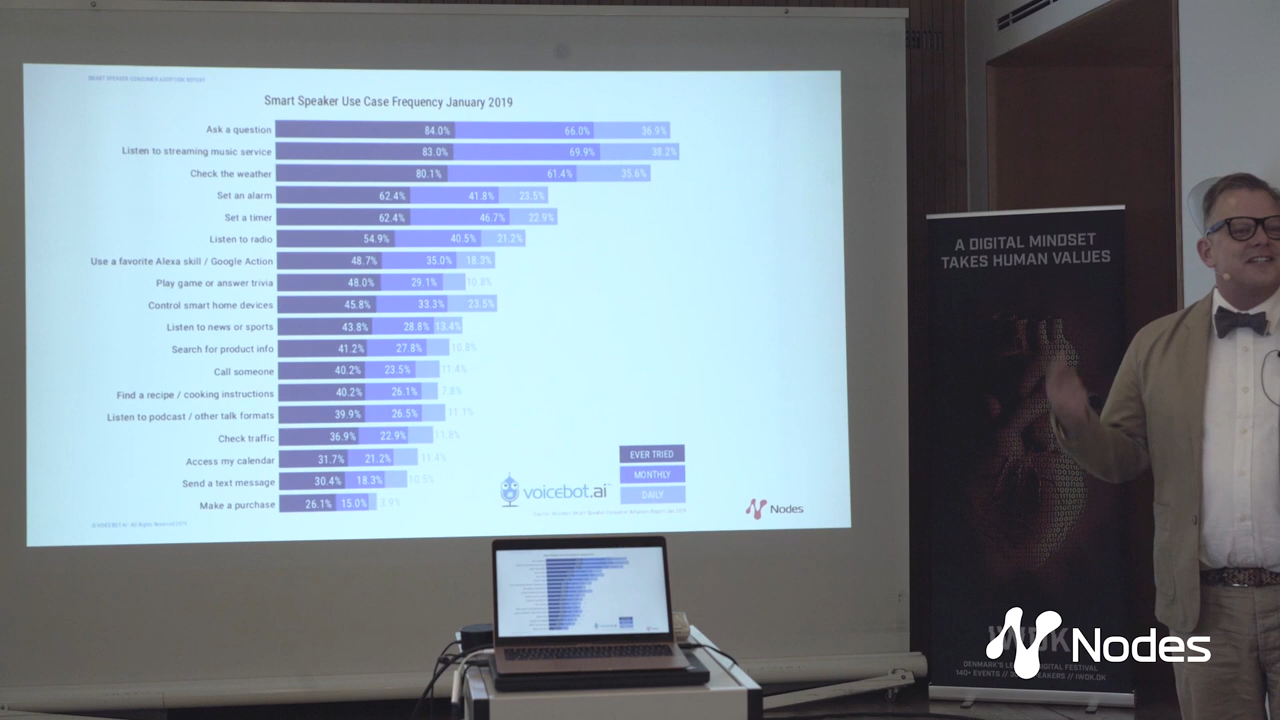 SMART SPEAKER CONSUMER ADOPTION REPORT
Smart Speaker Use Case Frequency January 2019
Ask a question 84.0% 66.0% 36.9%
Listen to streaming music service 83.0% 69.9% 38.2%
Check the weather 80.1% 61.4% 35.6%
Set an alarm 62.4% 41.8% 23.5%
Set a timer 62.4% 46.7% 22.9%
Listen to radio 54.9% 40.5% 21.2%
Use a favorite Alexa skill / Google Action 48.7% 35.0% 18.3%
Play game or answer trivia 48.0% 29.1% 10.8%
Control smart home devices 45.8% 33.3% 23.5%
Listen to news or sports 43.8% 28.8% 13.4%
Search for product info 41.2% 27.8% 10.8%
Call someone 40.2% 23.5% 11.4%
Find a recipe / cooking instructions 40.2% 26.1% 7.8%
Listen to podcast / other talk formats 39.9% 26.5% 11.1%
Check traffic 36.9% 22.9% 11.8%
Access my calendar 31.7% 21.2% 11.4%
Send a text message 30.4% 18.3% 10.5%
Make a purchase 26.1% 15.0% 3.9%
EVER TRIED
MONTHLY
DAILY
voicebot.ai
Nodes
A DIGITAL MINDSET
TAKES HUMAN VALUES
Nodes